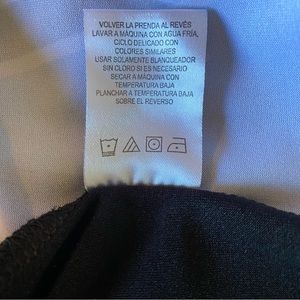 VOLVER LA PRENDA AL REVÉS
LAVAR A MÁQUINA CON AGUA FRÍA,
CICLO DELICADO CON
COLORES SIMILARES
USAR SOLAMENTE BLANQUEADOR
SIN CLORO SI ES NECESARIO
SECAR A MÁQUINA CON
TEMPERATURA BAJA
PLANCHAR A TEMPERATURA BAJA
SOBRE EL REVERSO